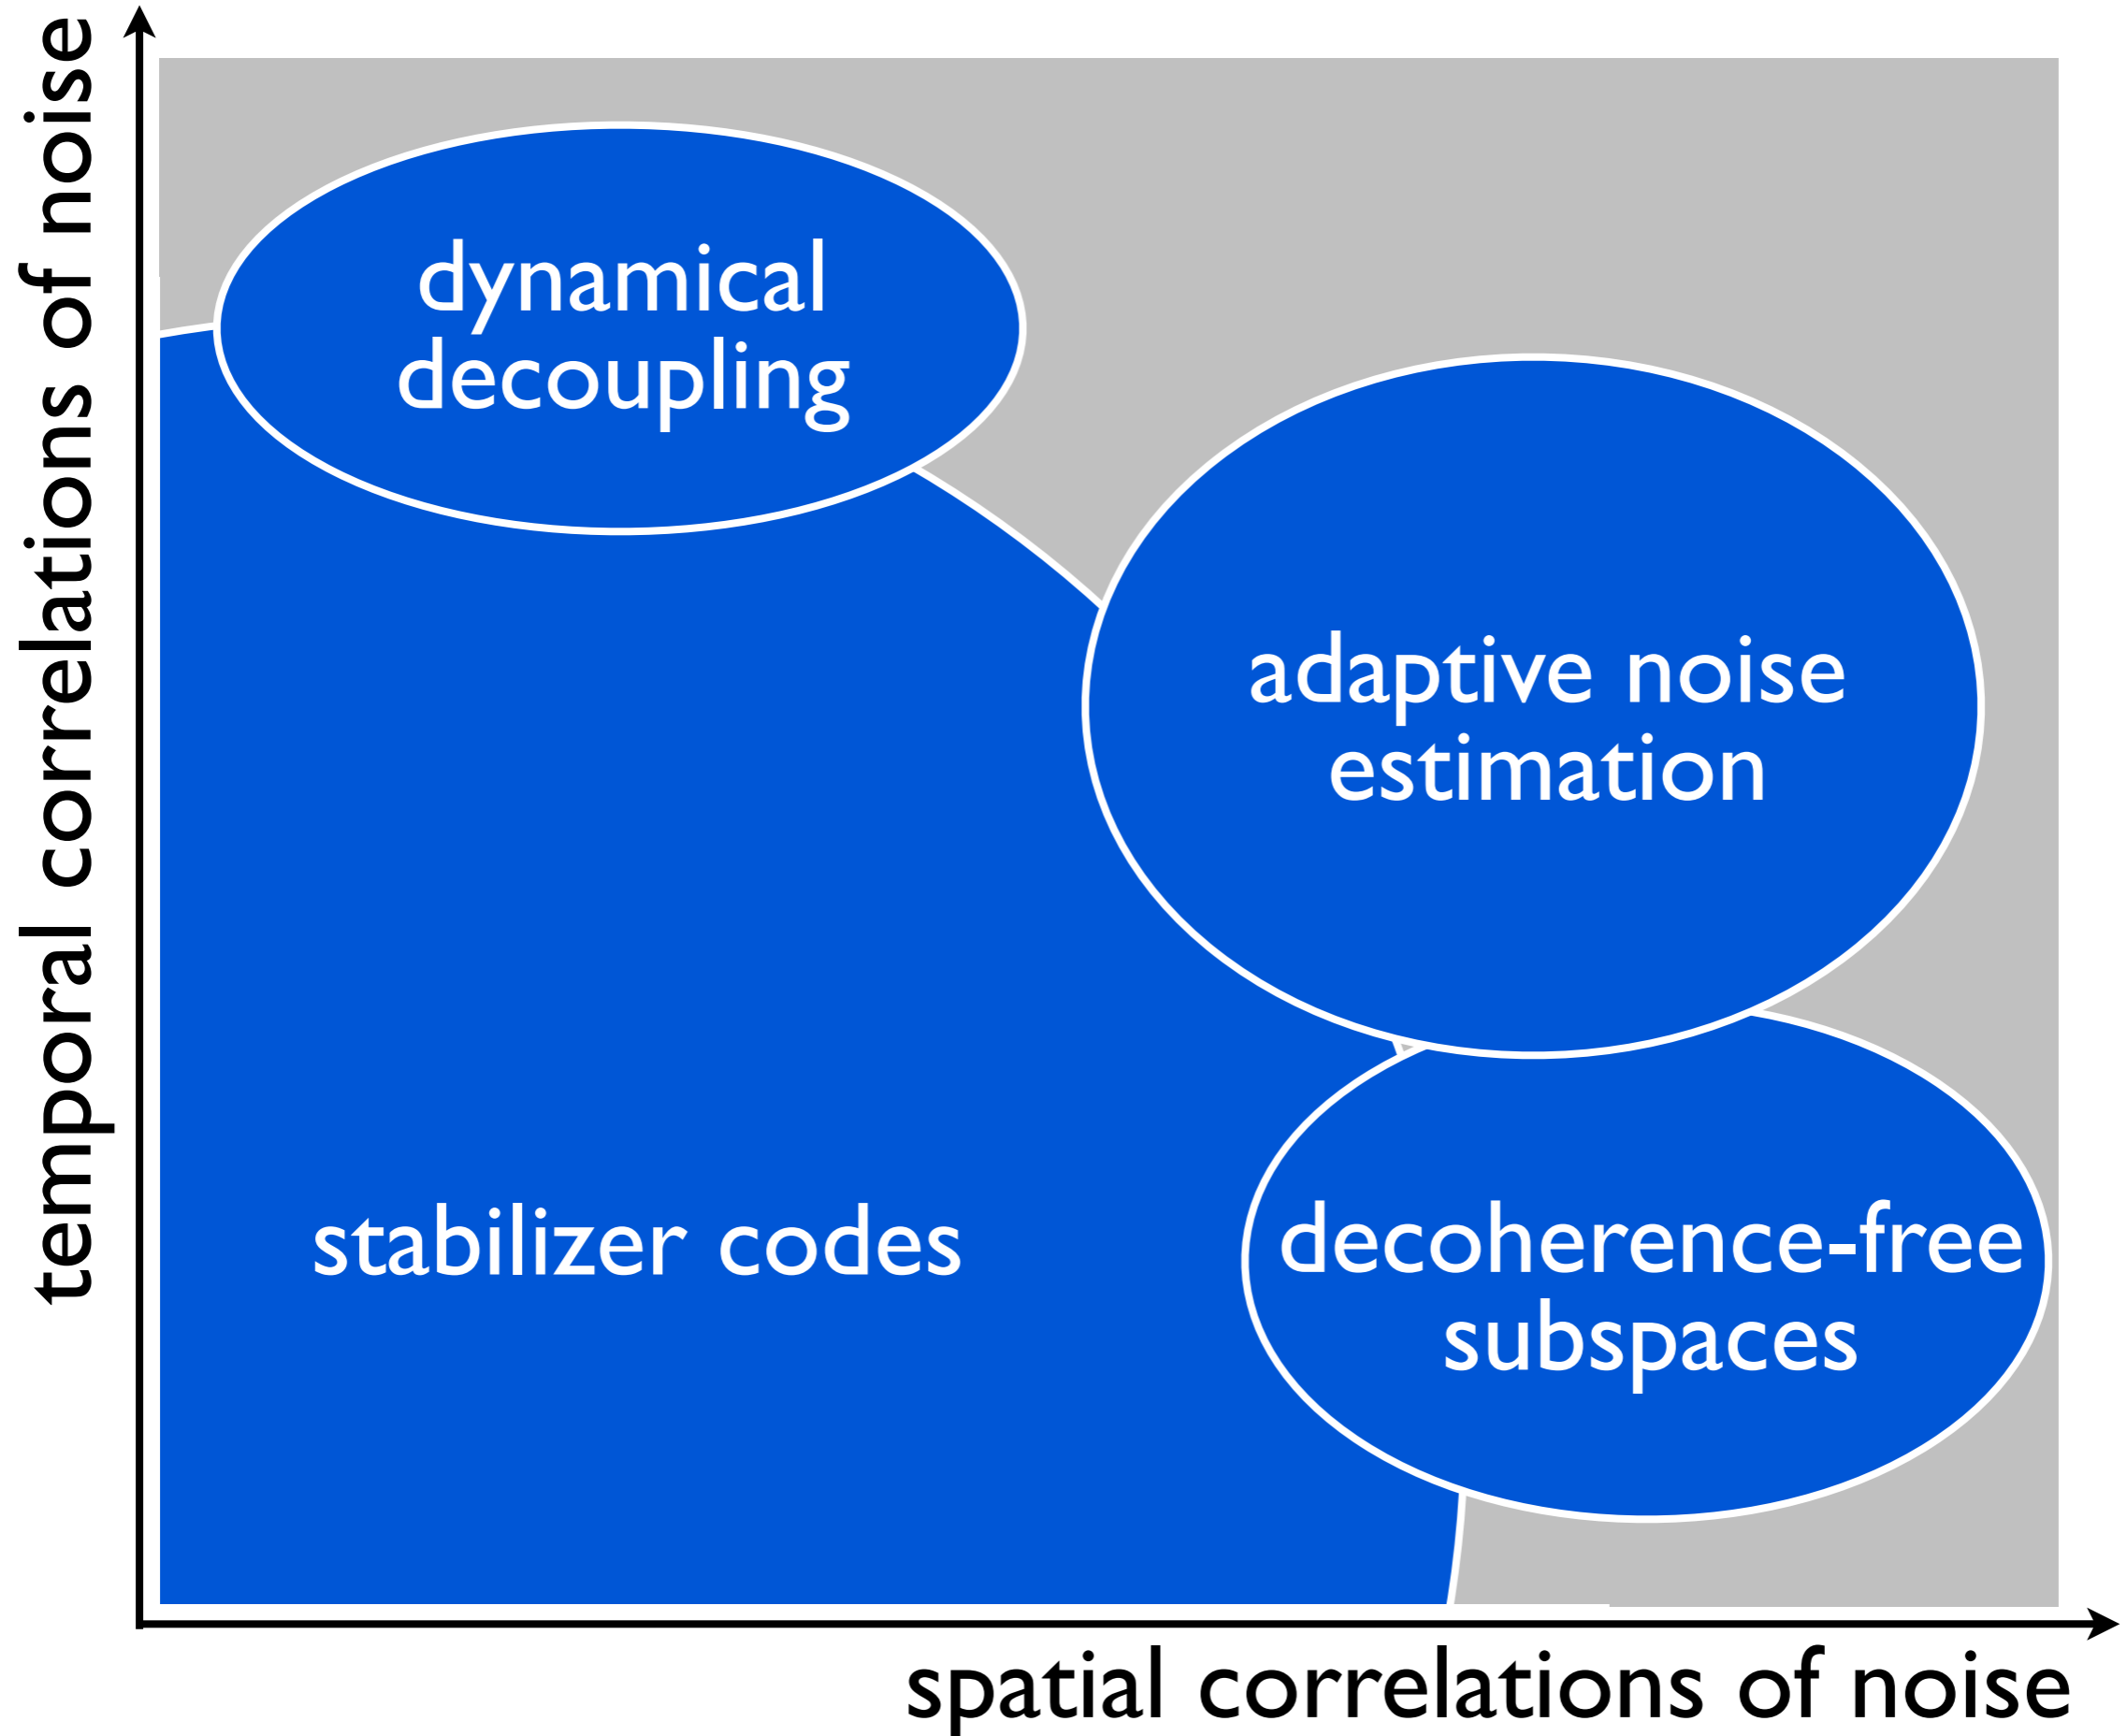 temporal correlations of noise
dynamical
decoupling
adaptive noise
estimation
stabilizer codes
decoherence-free
subspaces
spatial correlations of noise